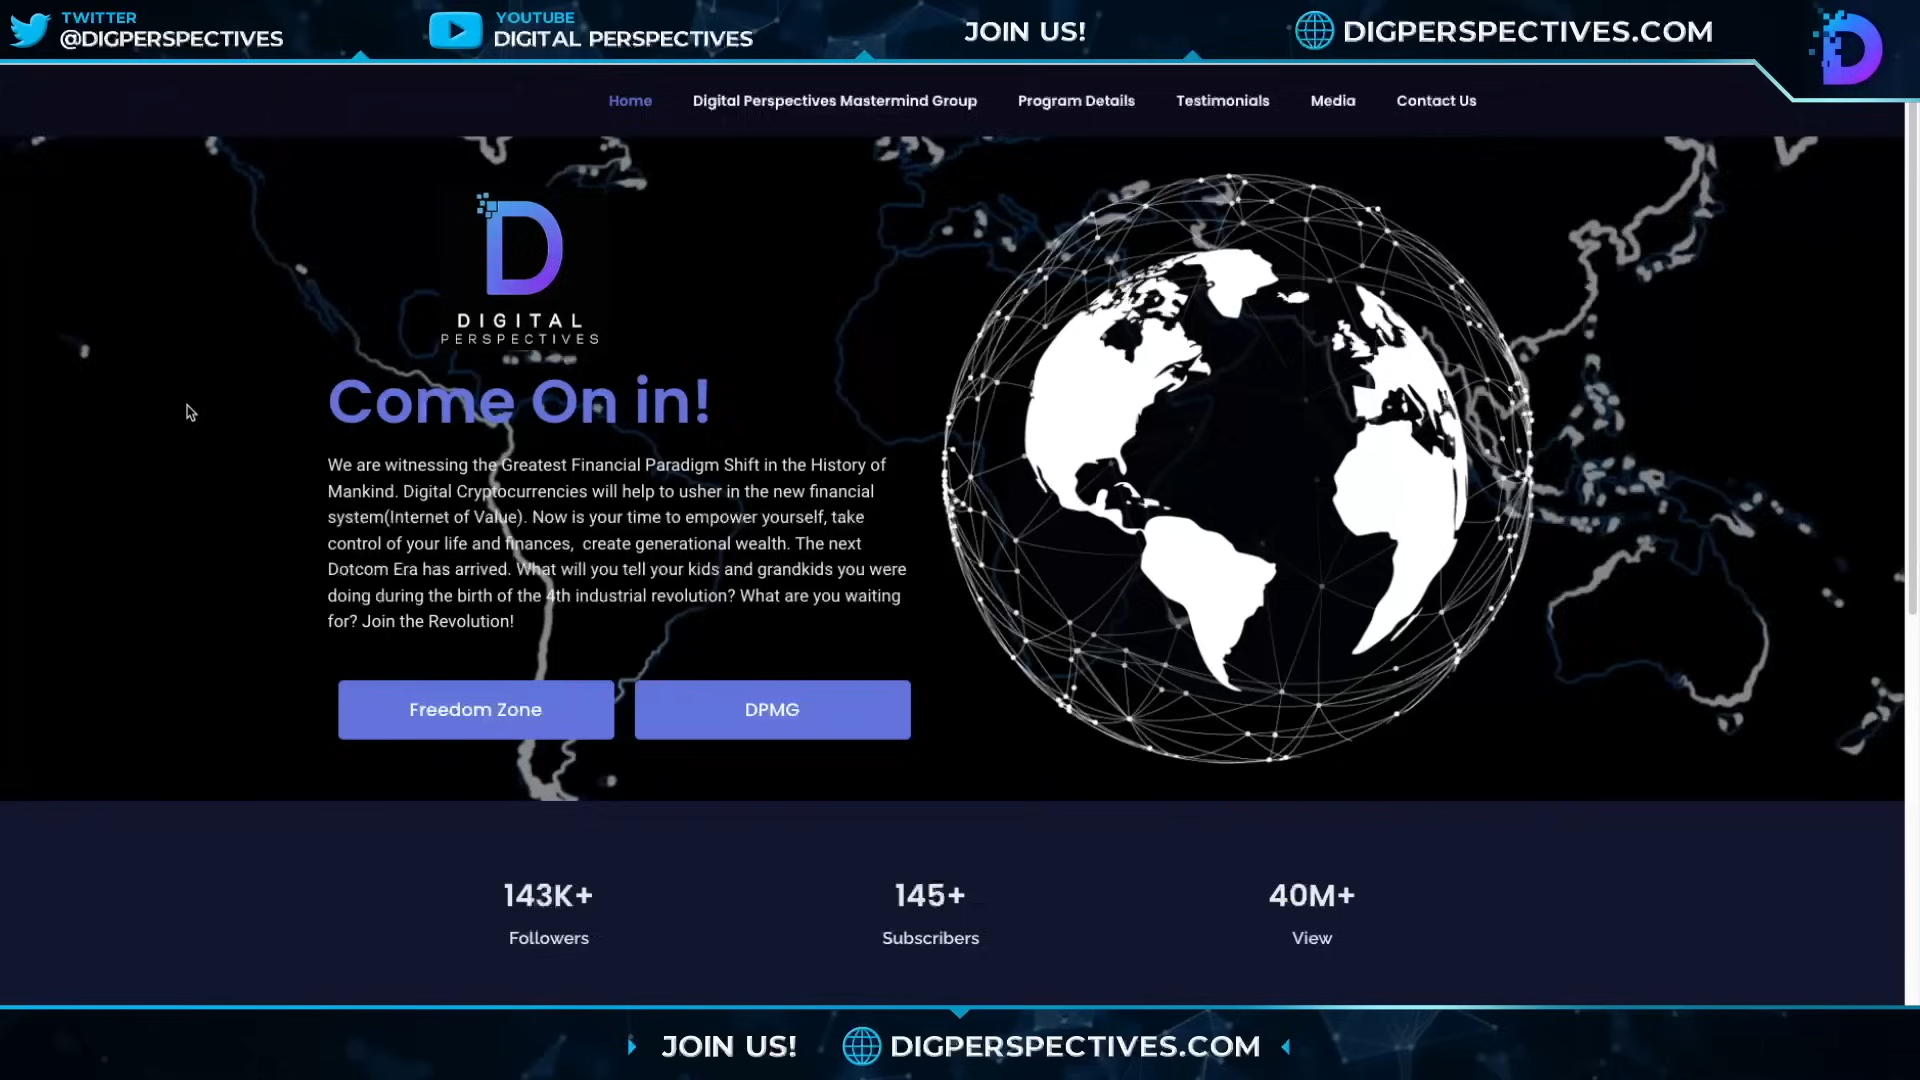 TWITTER
@DIGPERSPECTIVES
YOUTUBE
DIGITAL PERSPECTIVES
JOIN US!
DIGPERSPECTIVES.COM
D
Home
Digital Perspectives Mastermind Group
Program Details
Testimonials
Media
Contact Us
D
DIGITAL
PERSPECTIVES
Come On in!
We are witnessing the Greatest Financial Paradigm Shift in the History of
Mankind. Digital Cryptocurrencies will help to usher in the new financial
system(Internet of Value). Now is your time to empower yourself, take
control of your life and finances,  create generational wealth. The next
Dotcom Era has arrived. What will you tell your kids and grandkids you were
doing during the birth of the 4th industrial revolution? What are you waiting
for? Join the Revolution!
Freedom Zone
DPMG
143K+
Followers
145+
Subscribers
40M+
View
JOIN US!
DIGPERSPECTIVES.COM